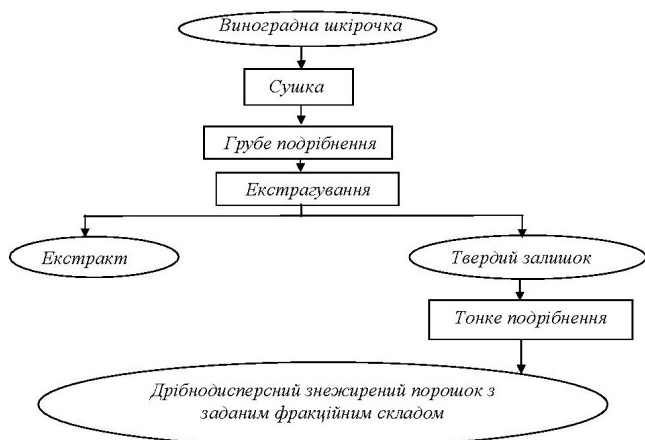 Виноградна шкірочка
Сушка
Грубе подрібнення
Екстрагування
Екстракт
Твердий залишок
Тонке подрібнення
Дрібнодисперсний знежирений порошок з
заданим фракційним складом